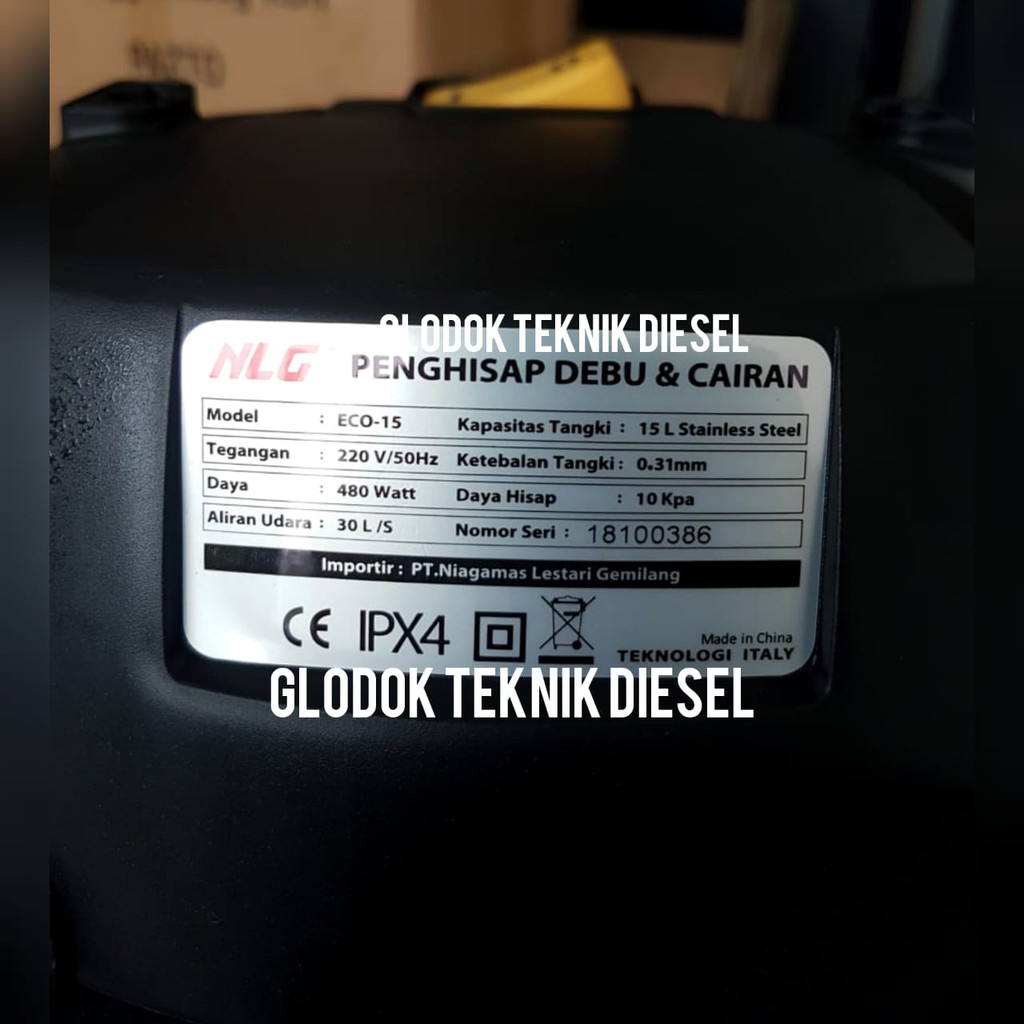 GLODOK TEKNIK DIESEL
NLG PENGHISAP DEBU & CAIRAN
Model : ECO-15 Kapasitas Tangki : 15 L Stainless Steel
Tegangan : 220 V/50Hz Ketebalan Tangki : 0.31mm
Daya : 480 Watt Daya Hisap : 10 Kpa
Aliran Udara : 30 L /S Nomor Seri : 18100386
Importir : PT.Niagamas Lestari Gemilang
CE IPX4
Made in China
TEKNOLOGI ITALY
GLODOK TEKNIK DIESEL